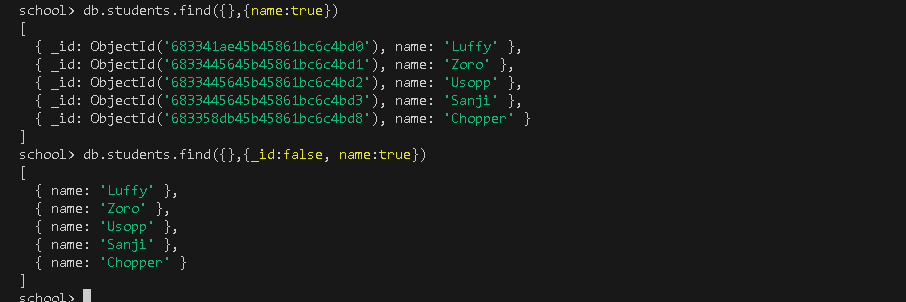 school> db.students.find({},{name:true})
[
  { _id: ObjectId('683341ae45b45861bc6c4bd0'), name: 'Luffy' },
  { _id: ObjectId('6833445645b45861bc6c4bd1'), name: 'Zoro' },
  { _id: ObjectId('6833445645b45861bc6c4bd2'), name: 'Usopp' },
  { _id: ObjectId('6833445645b45861bc6c4bd3'), name: 'Sanji' },
  { _id: ObjectId('683358db45b45861bc6c4bd8'), name: 'Chopper' }
]
school> db.students.find({},{_id:false, name:true})
[
  { name: 'Luffy' },
  { name: 'Zoro' },
  { name: 'Usopp' },
  { name: 'Sanji' },
  { name: 'Chopper' }
]
school>